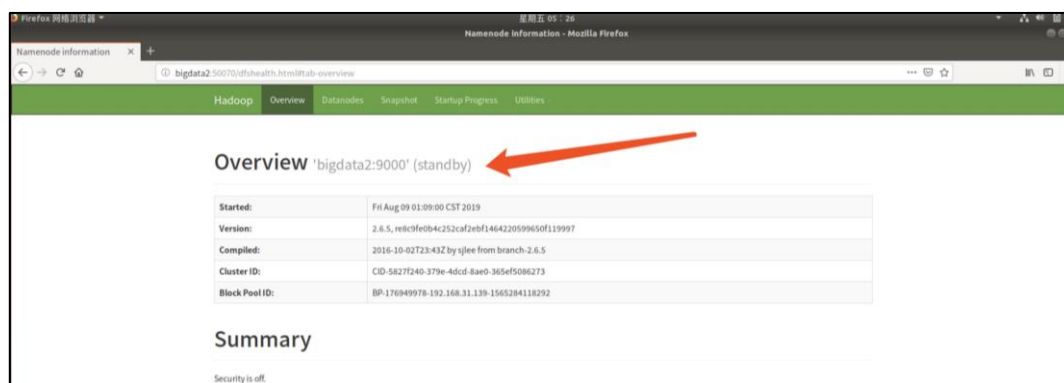 Firefox 网络浏览器
星期五 05：26
Namenode information - Mozilla Firefox
Namenode information × +
bigdata2:50070/dfshealth.html#tab-overview
Hadoop Overview Datanodes Snapshot Startup Progress Utilities
Overview 'bigdata2:9000' (standby)
Started: Fri Aug 09 01:09:00 CST 2019
Version: 2.6.5, re8c9fe0b4c252caf2ebf1464220599650f119997
Compiled: 2016-10-02T23:43Z by sjlee from branch-2.6.5
Cluster ID: CID-5827f240-379e-4dcd-8ae0-365ef5086273
Block Pool ID: BP-176949978-192.168.31.139-1565284118292
Summary
Security is off.